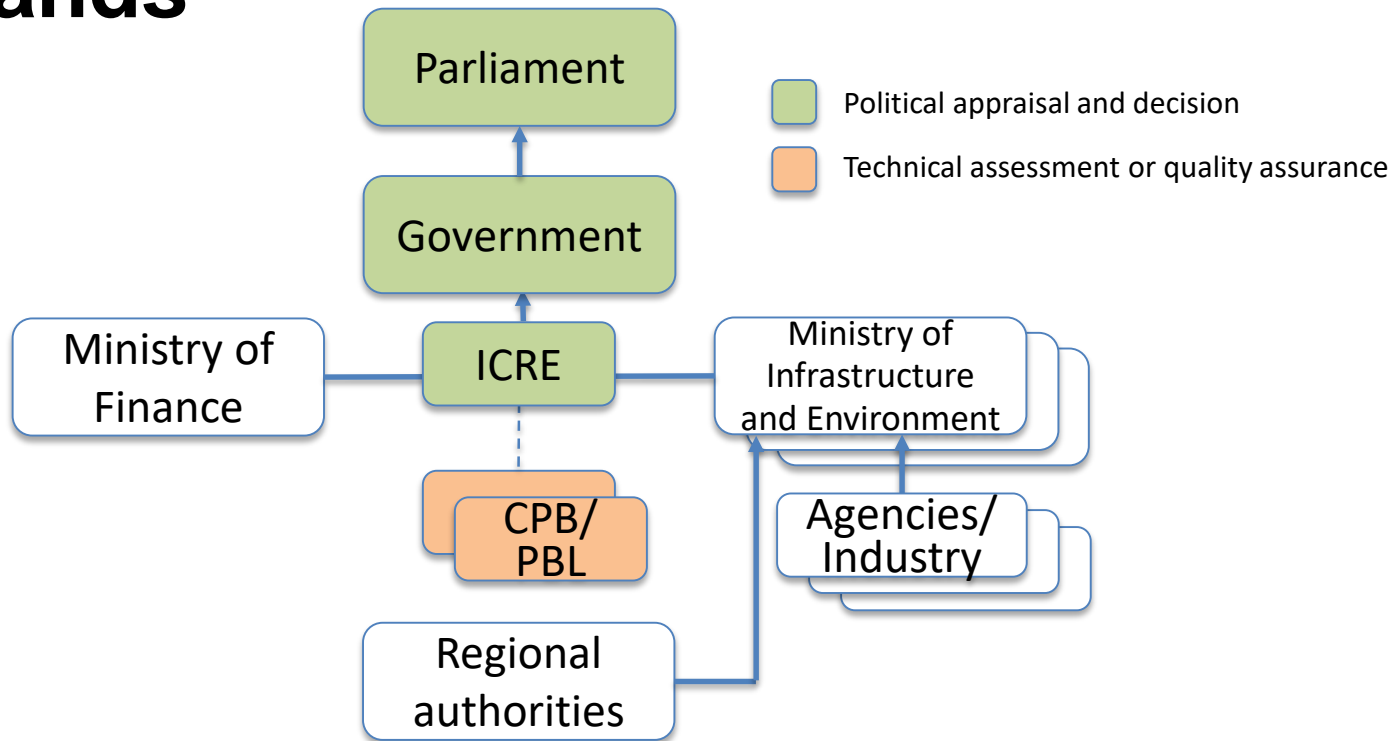 Parliament
Political appraisal and decision
Technical assessment or quality assurance
Government
Ministry of
Finance
ICRE
Ministry of
Infrastructure
and Environment
CPB/
PBL
Agencies/
Industry
Regional
authorities